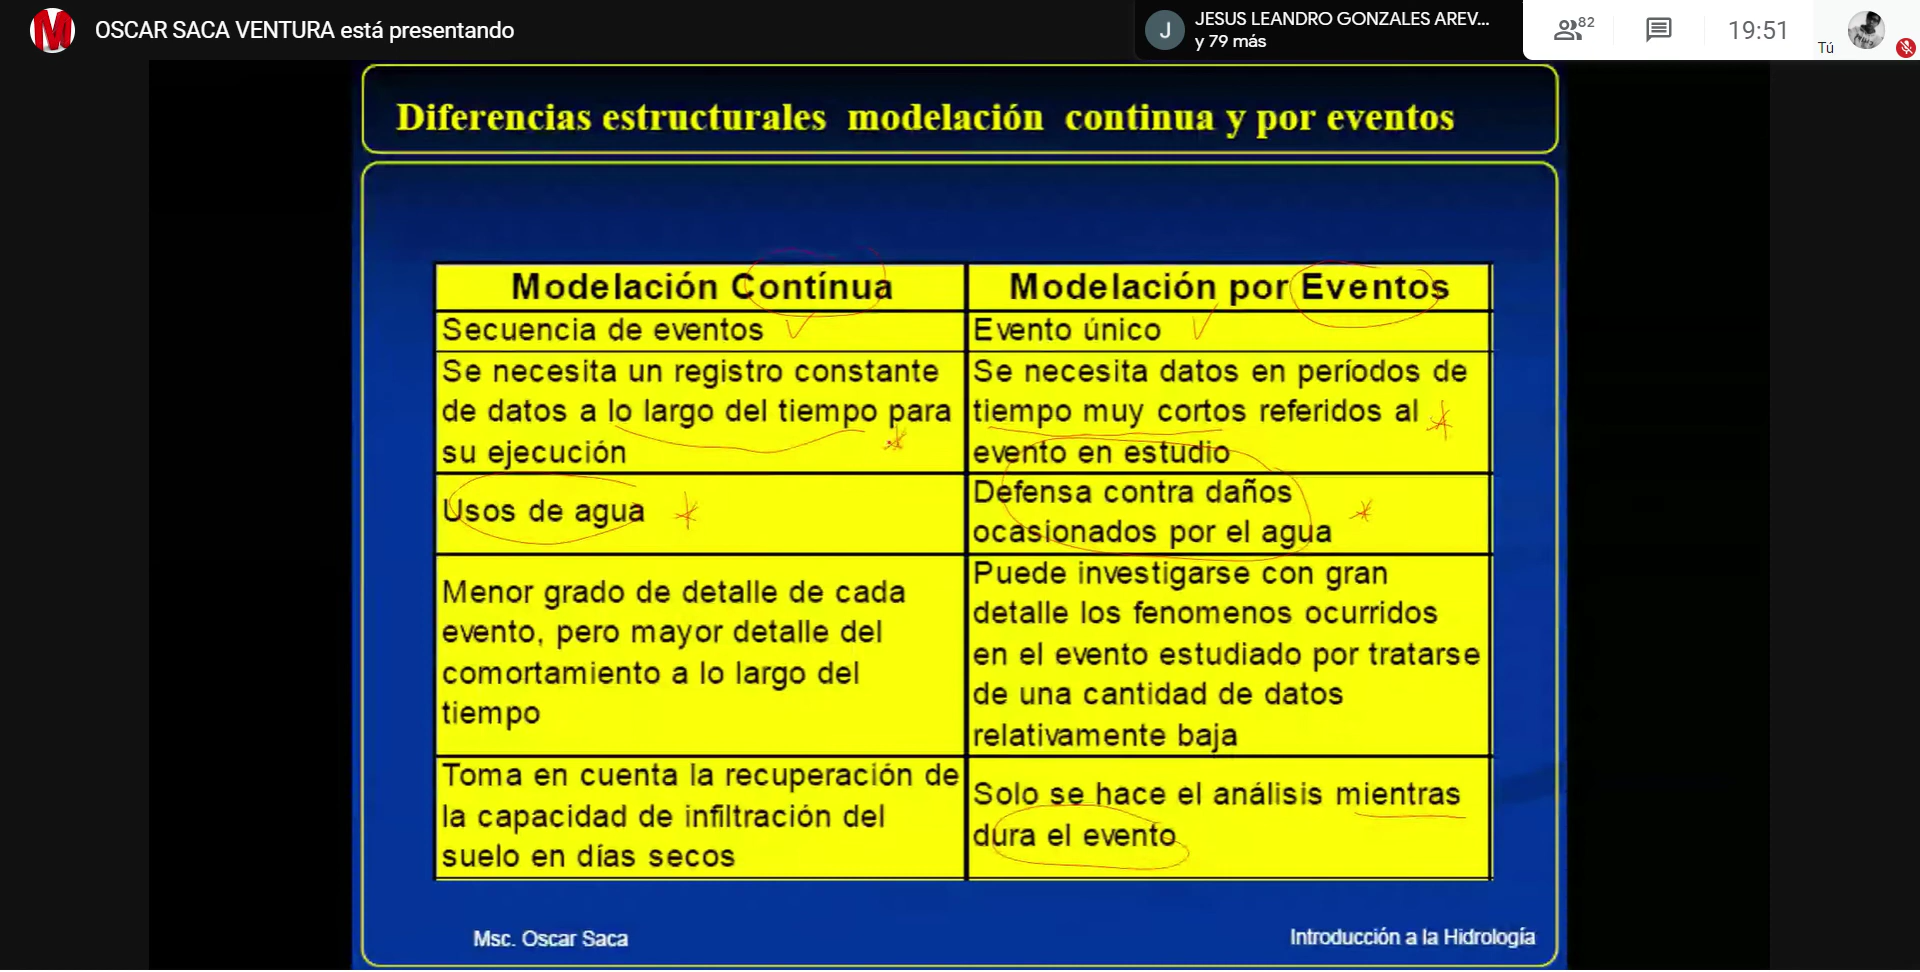 OSCAR SACA VENTURA está presentando
J
JESUS LEANDRO GONZALES AREV...
y 79 más
82
19:51
Tú
Diferencias estructurales modelación continua y por eventos
Modelación Contínua
Modelación por Eventos
Secuencia de eventos
Evento único
Se necesita un registro constante
de datos a lo largo del tiempo para
su ejecución
Se necesita datos en períodos de
tiempo muy cortos referidos al
evento en estudio
Usos de agua
Defensa contra daños
ocasionados por el agua
Menor grado de detalle de cada
evento, pero mayor detalle del
comortamiento a lo largo del
tiempo
Puede investigarse con gran
detalle los fenomenos ocurridos
en el evento estudiado por tratarse
de una cantidad de datos
relativamente baja
Toma en cuenta la recuperación de
la capacidad de infiltración del
suelo en días secos
Solo se hace el análisis mientras
dura el evento
Msc. Oscar Saca
Introducción a la Hidrología